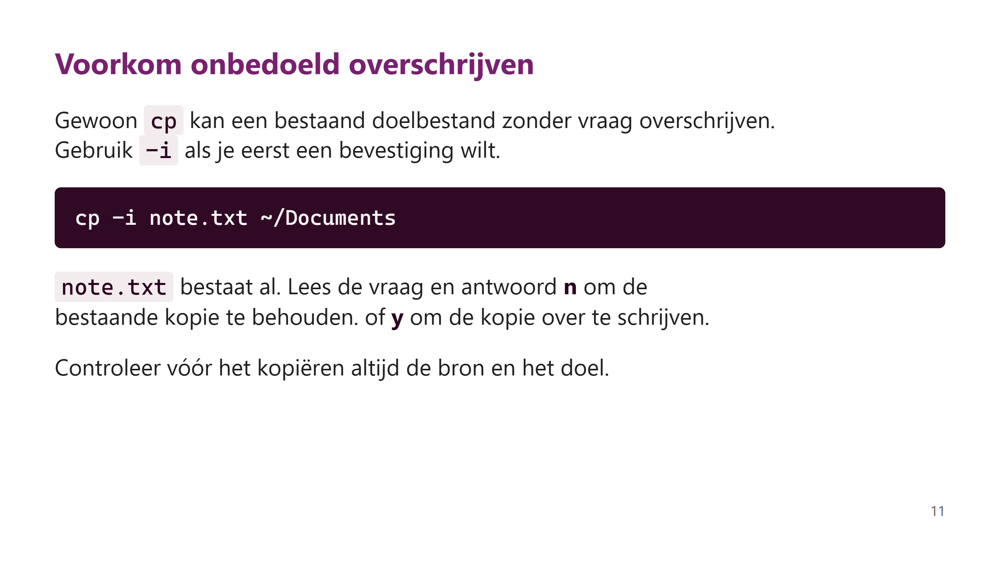 Voorkom onbedoeld overschrijven
Gewoon cp kan een bestaand doelbestand zonder vraag overschrijven.
Gebruik -i als je eerst een bevestiging wilt.
cp -i note.txt ~/Documents
note.txt bestaat al. Lees de vraag en antwoord n om de
bestaande kopie te behouden. of y om de kopie over te schrijven.
Controleer vóór het kopiëren altijd de bron en het doel.
11